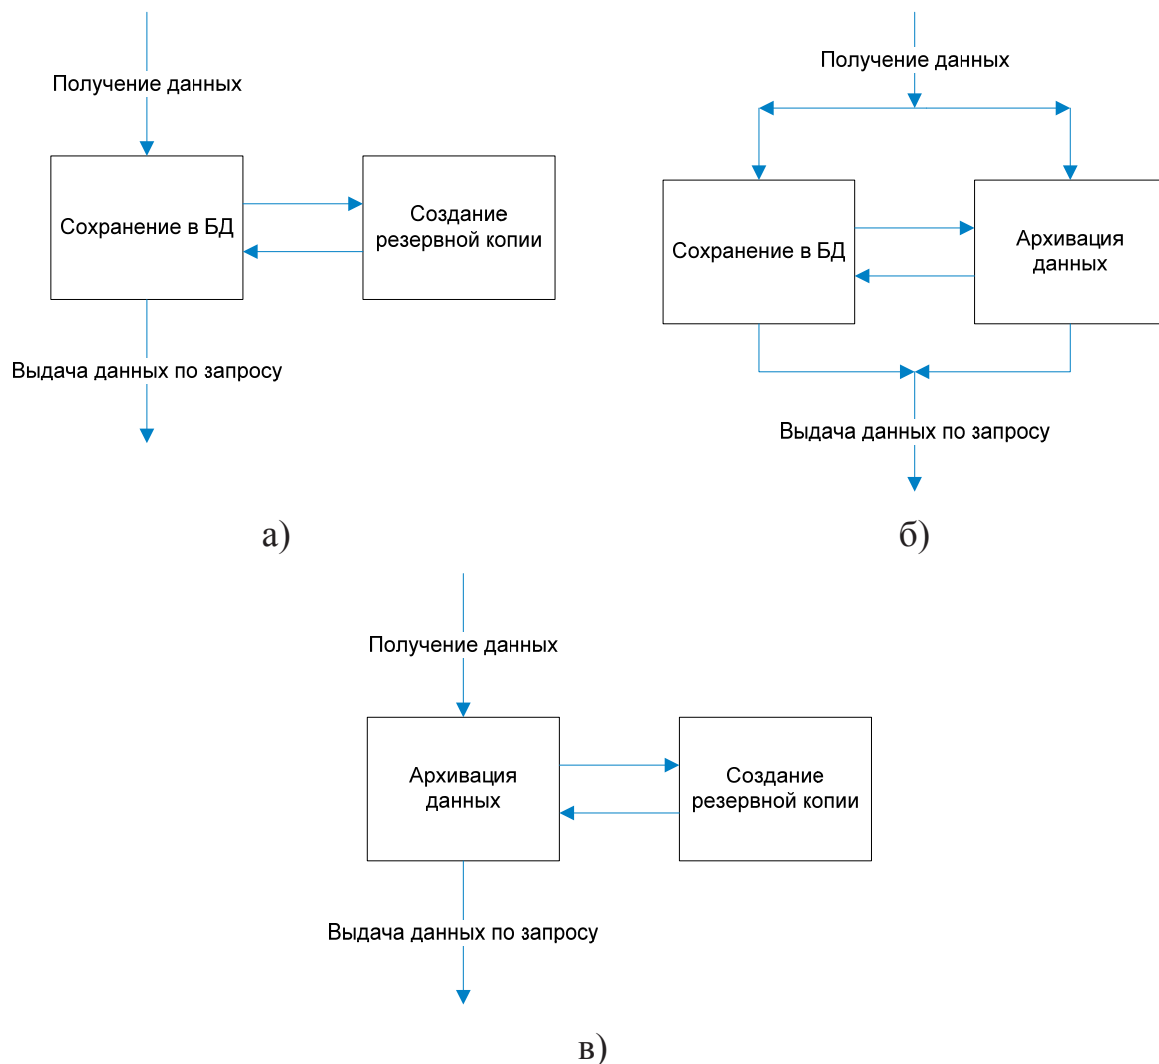 Получение данных
Сохранение в БД
Создание
резервной копии
Выдача данных по запросу
а)
Получение данных
Сохранение в БД
Архивация
данных
Выдача данных по запросу
б)
Получение данных
Архивация
данных
Создание
резервной копии
Выдача данных по запросу
в)